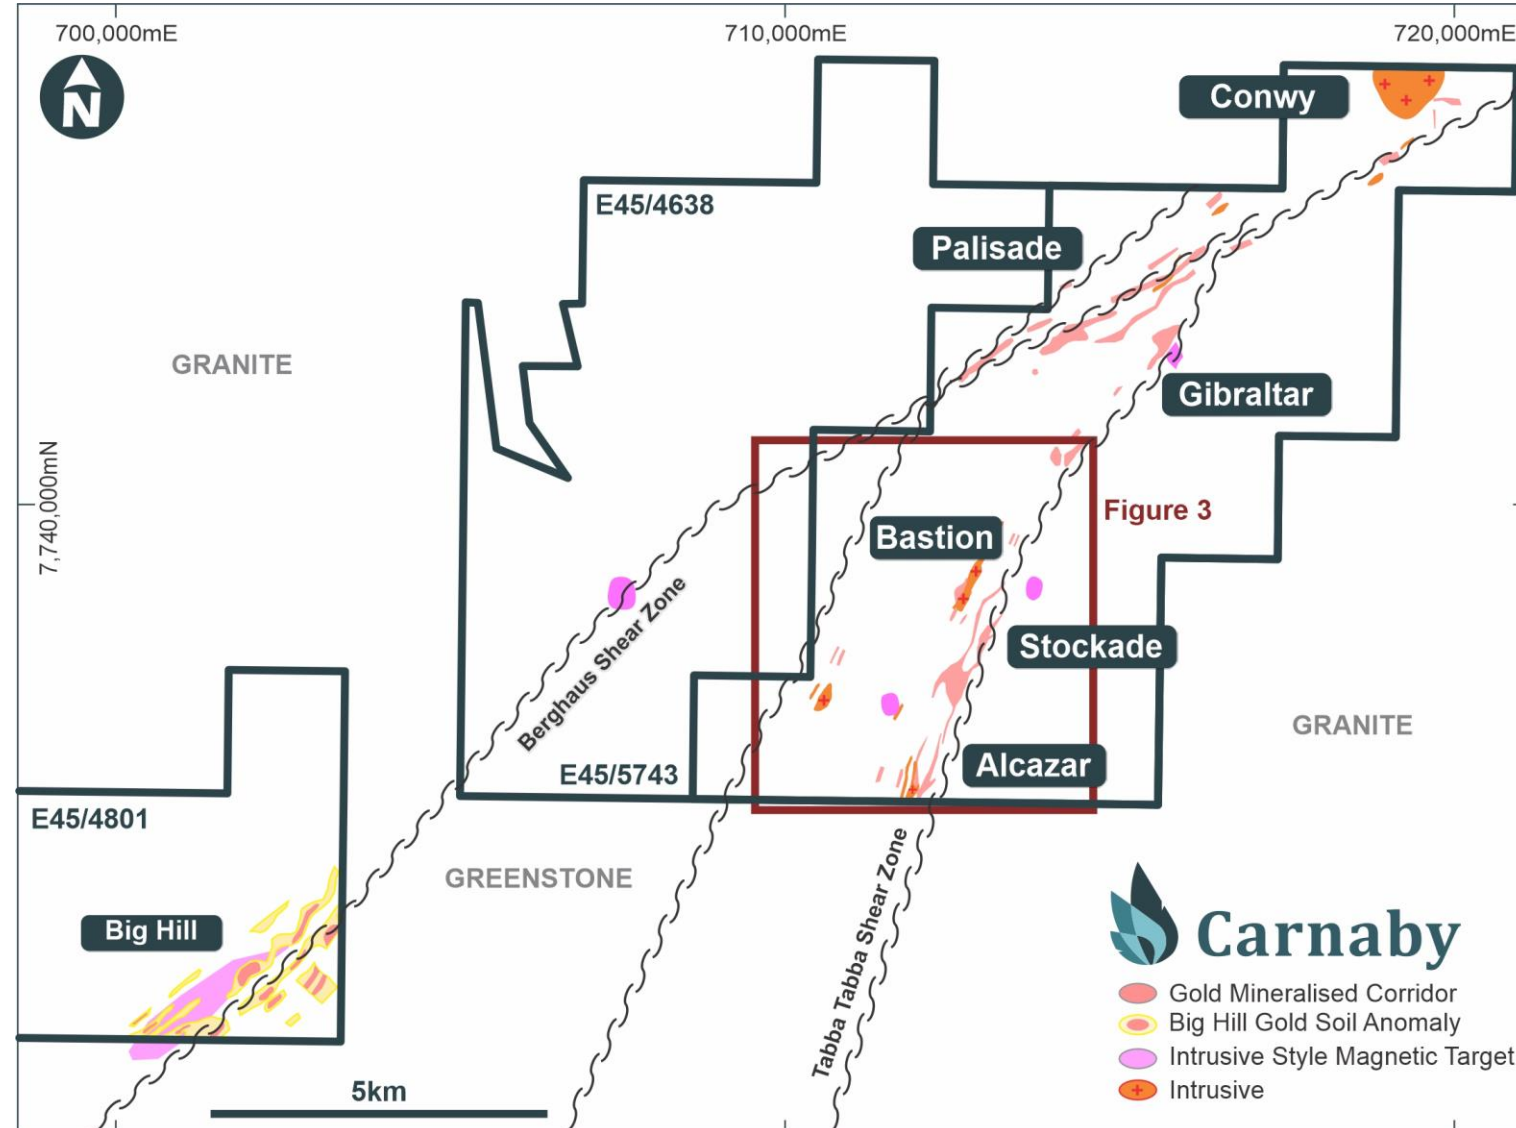 700,000mE
710,000mE
720,000mE
N
Conwy
E45/4638
Palisade
GRANITE
Gibraltar
7,740,000mN
Figure 3
Bastion
Berghaus Shear Zone
Stockade
GRANITE
Alcazar
E45/5743
E45/4801
GREENSTONE
Big Hill
Tabba Tabba Shear Zone
Carnaby
Gold Mineralised Corridor
Big Hill Gold Soil Anomaly
Intrusive Style Magnetic Target
Intrusive
5km